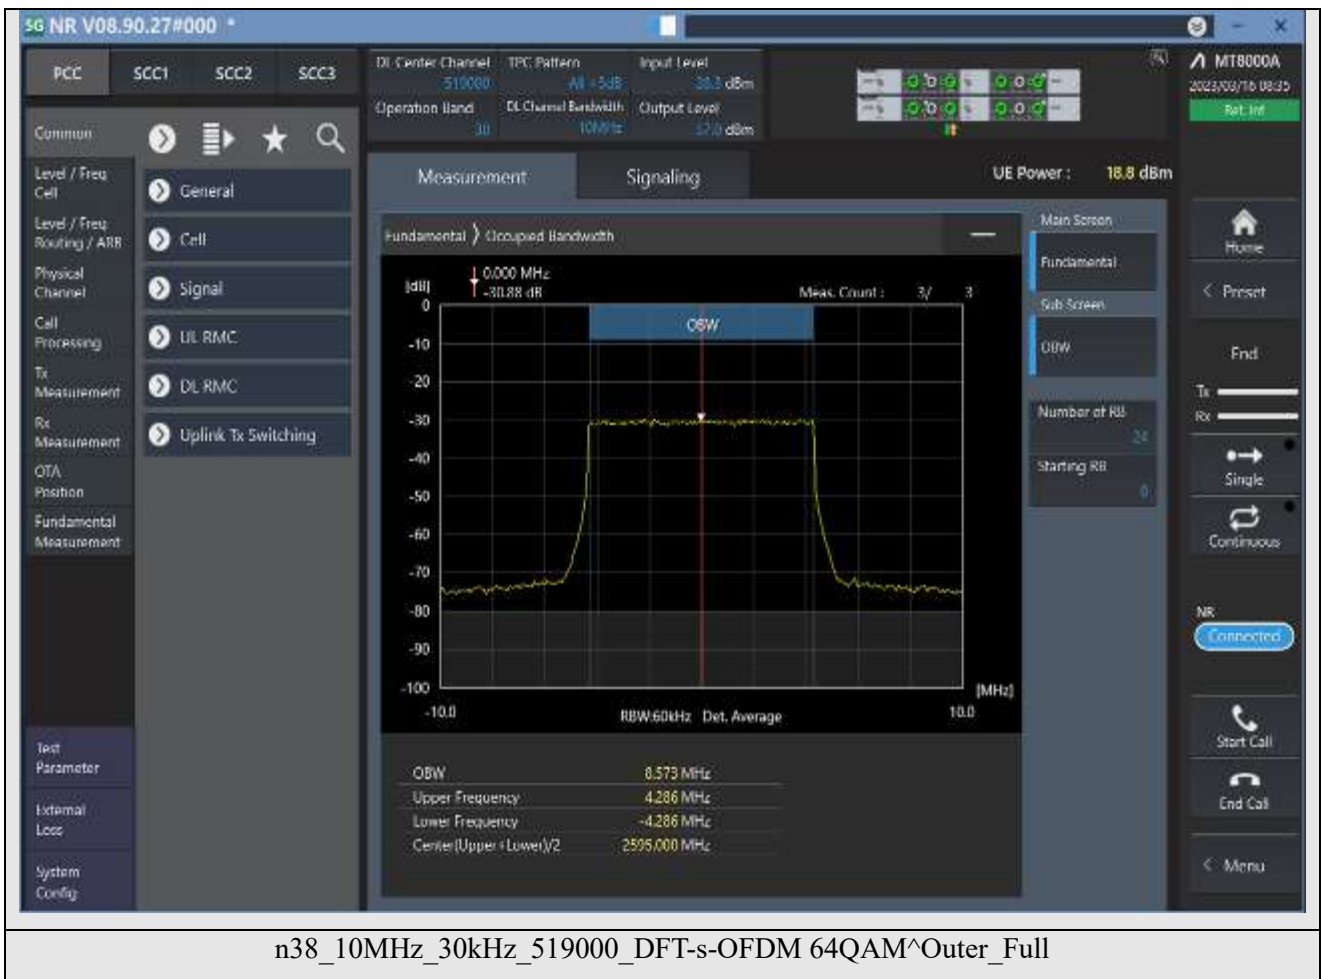 5G NR V08.90.27#000 *
PCC SCC1 SCC2 SCC3
DL Center Channel TPC Pattern Input Level
519000 All +3dB dBm
Operation Band DL Channel Bandwidth Output Level
38 10MHz dBm
MT8000A
2023/03/16 08:35
Ret. Int
Common
Level / Freq
Cell
Level / Freq
Routing / ARB
Physical
Channel
Call
Processing
Tx
Measurement
Rx
Measurement
OTA
Position
Fundamental
Measurement
Test
Parameter
External
Loss
System
Config
General
Cell
Signal
UL RMC
DL RMC
Uplink Tx Switching
Measurement Signaling UE Power : 18.8 dBm
Fundamental > Occupied Bandwidth
0.000 MHz
[dB] -30.88 dB Meas. Count : 3/ 3
0
OBW
-10
-20
-30
-40
-50
-60
-70
-80
-90
-100 [MHz]
-10.0 RBW:60kHz Det. Average 10.0
OBW 8.573 MHz
Upper Frequency 4.286 MHz
Lower Frequency -4.286 MHz
Center(Upper+Lower)/2 2595.000 MHz
Main Screen
Fundamental
Sub Screen
OBW
Number of RB
24
Starting RB
0
Home
< Preset
End
Tx
Rx
Single
Continuous
NR
Connected
Start Call
End Call
< Menu
n38_10MHz_30kHz_519000_DFT-s-OFDM 64QAM^Outer_Full